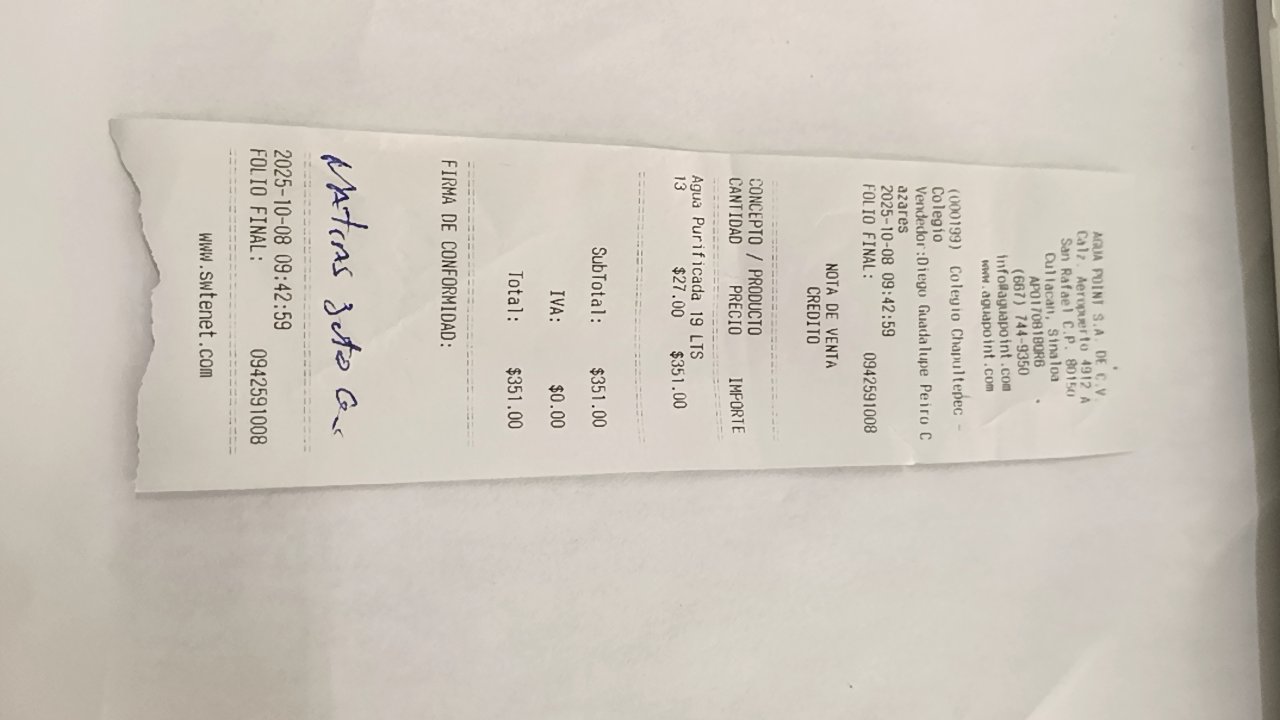 AGUA POINT S.A. DE C.V.
Calz. Aeropuerto 4912 A
San Rafael C.P. 80150
Culiacan, Sinaloa
APO170818QR6
(667) 744-9350
info@aguapoint.com
www.aguapoint.com
(000199) Colegio Chapultepec -
Colegio
Vendedor:Diego Guadalupe Peiro C
azares
2025-10-08 09:42:59
FOLIO FINAL: 0942591008
NOTA DE VENTA
CREDITO
CONCEPTO / PRODUCTO
CANTIDAD PRECIO IMPORTE
Agua Purificada 19 LTS
13 $27.00 $351.00
SubTotal: $351.00
IVA: $0.00
Total: $351.00
FIRMA DE CONFORMIDAD:
2025-10-08 09:42:59
FOLIO FINAL: 0942591008
www.swtenet.com